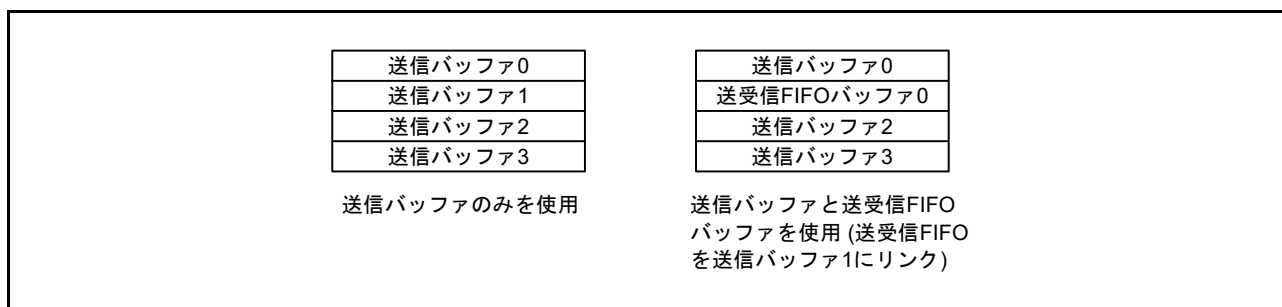 送信バッファ0
送信バッファ1
送信バッファ2
送信バッファ3
送信バッファのみを使用
送信バッファ0
送受信FIFOバッファ0
送信バッファ2
送信バッファ3
送信バッファと送受信FIFO
バッファを使用 (送受信FIFO
を送信バッファ1にリンク)